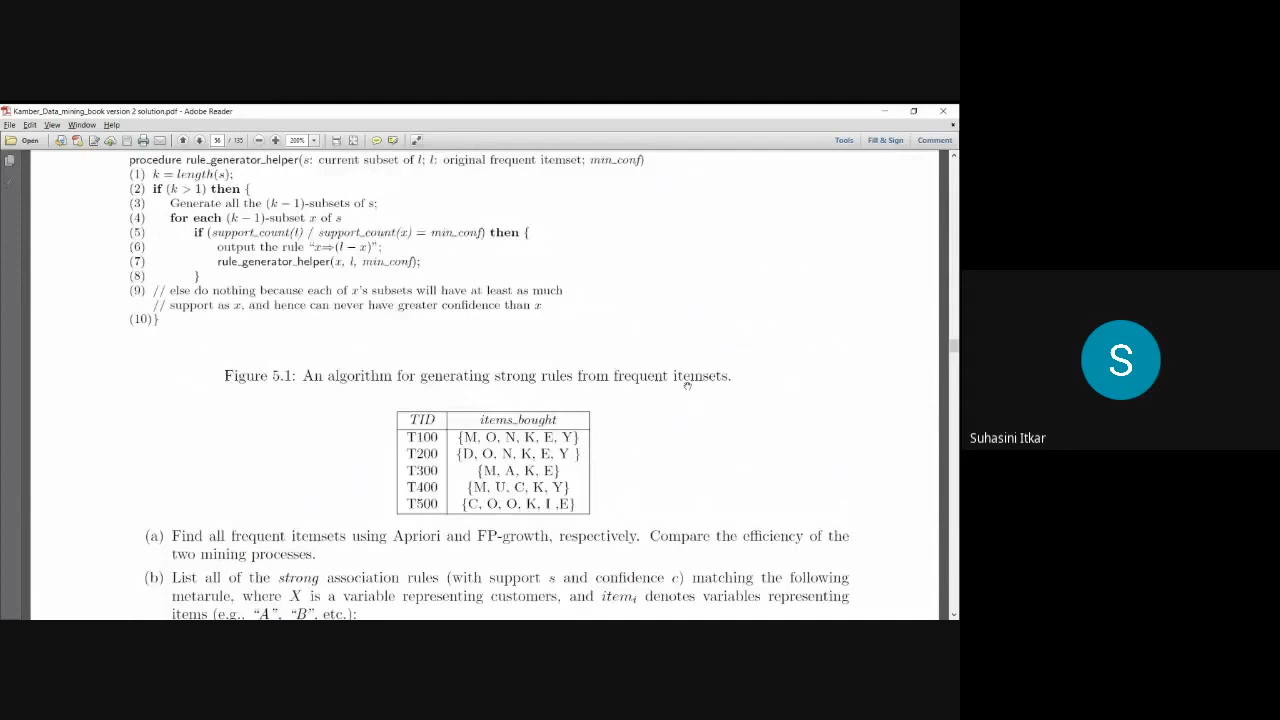 Kamber_Data_mining_book version 2 solution.pdf - Adobe Reader
File Edit View Window Help
Open 56 / 135 200% Tools Fill & Sign Comment
procedure rule_generator_helper(s: current subset of l; l: original frequent itemset; min_conf)
(1) k = length(s);
(2) if (k > 1) then {
(3) Generate all the (k − 1)-subsets of s;
(4) for each (k − 1)-subset x of s
(5) if (support_count(l) / support_count(x) = min_conf) then {
(6) output the rule “x⇒(l − x)”;
(7) rule_generator_helper(x, l, min_conf);
(8) }
(9) // else do nothing because each of x's subsets will have at least as much
// support as x, and hence can never have greater confidence than x
(10)}
Figure 5.1: An algorithm for generating strong rules from frequent itemsets.
TID items_bought
T100 {M, O, N, K, E, Y}
T200 {D, O, N, K, E, Y }
T300 {M, A, K, E}
T400 {M, U, C, K, Y}
T500 {C, O, O, K, I ,E}
(a) Find all frequent itemsets using Apriori and FP-growth, respectively. Compare the efficiency of the
two mining processes.
(b) List all of the strong association rules (with support s and confidence c) matching the following
metarule, where X is a variable representing customers, and item_i denotes variables representing
items (e.g., “A”, “B”, etc.):
S
Suhasini Itkar